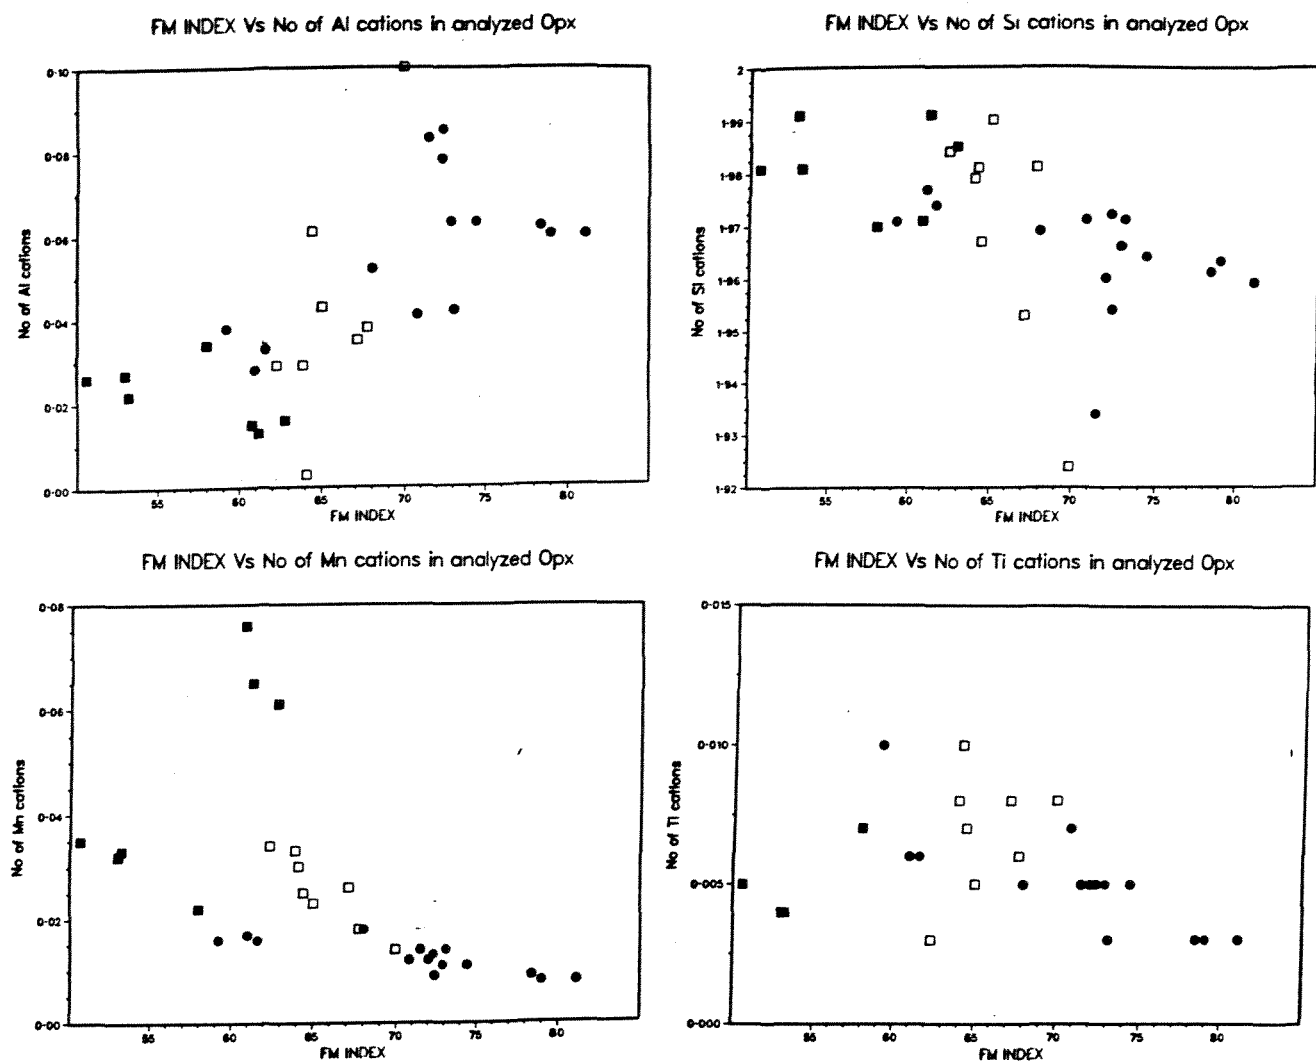 FM INDEX Vs No of Al cations in analyzed Opx
No of Al cations
0·10
0·08
0·06
0·04
0·02
0·00
55 60 65 70 75 80
FM INDEX
FM INDEX Vs No of Si cations in analyzed Opx
No of Si cations
2
1·99
1·98
1·97
1·96
1·95
1·94
1·93
1·92
55 60 65 70 75 80
FM INDEX
FM INDEX Vs No of Mn cations in analyzed Opx
No of Mn cations
0·08
0·06
0·04
0·02
0·00
55 60 65 70 75 80
FM INDEX
FM INDEX Vs No of Ti cations in analyzed Opx
No of Ti cations
0·015
0·010
0·005
0·000
55 60 65 70 75 80
FM INDEX